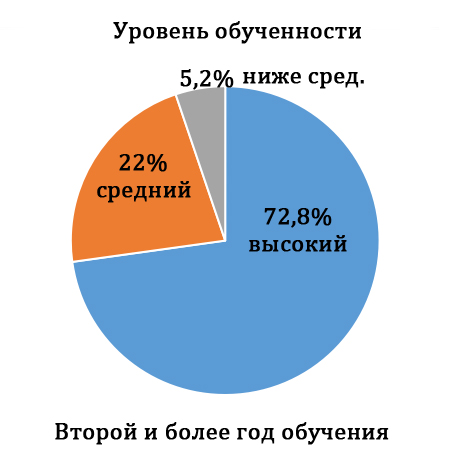 Уровень обученности
5,2% ниже сред.
22%
средний
72,8%
высокий
Второй и более год обучения